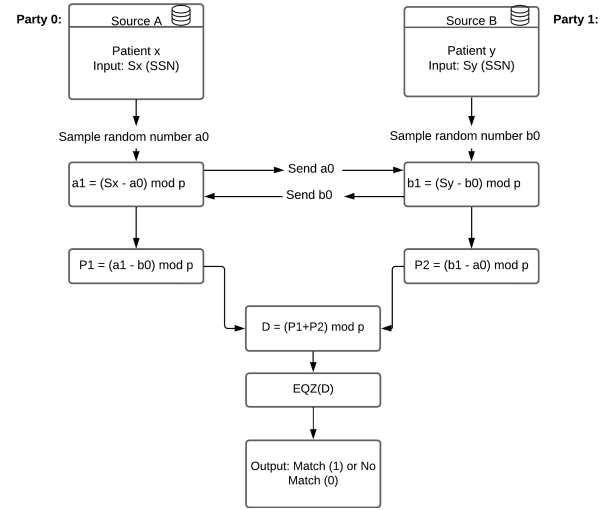 Party 0:
Source A
Source B
Party 1:
Patient x
Input: Sx (SSN)
Patient y
Input: Sy (SSN)
Sample random number a0
Sample random number b0
a1 = (Sx - a0) mod p
Send a0
Send b0
b1 = (Sy - b0) mod p
P1 = (a1 - b0) mod p
P2 = (b1 - a0) mod p
D = (P1+P2) mod p
EQZ(D)
Output: Match (1) or No
Match (0)